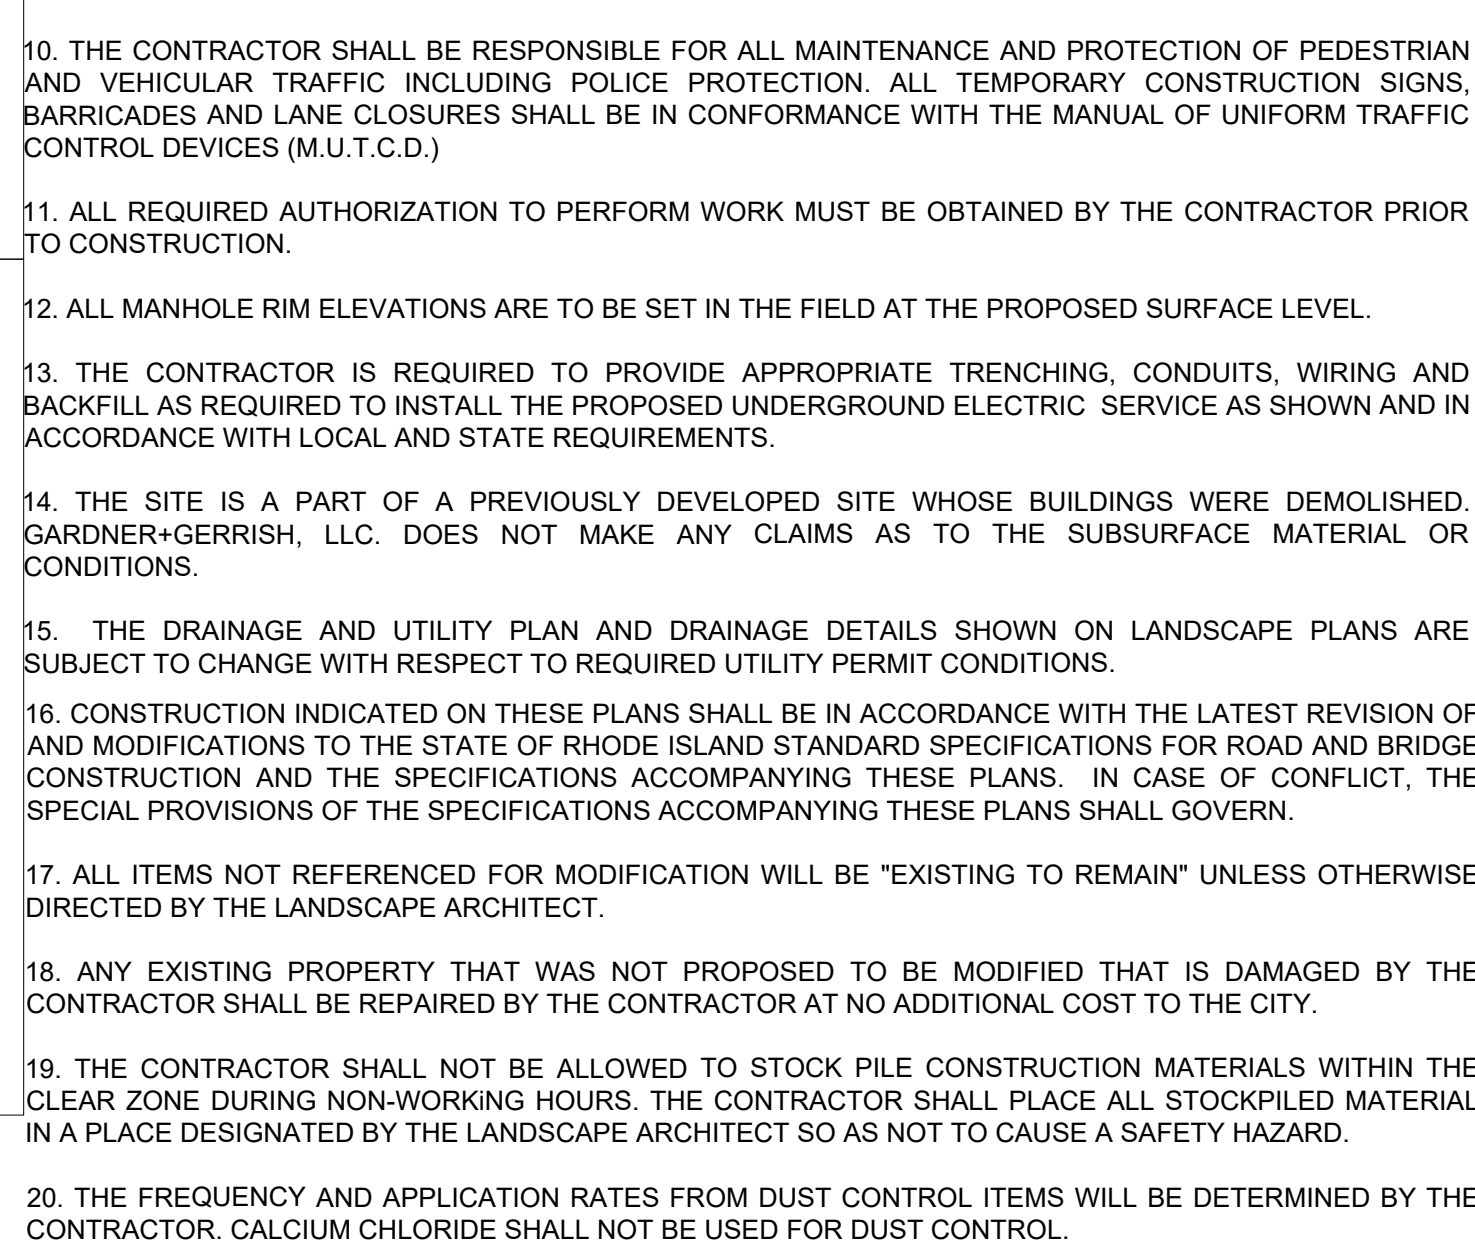 10. THE CONTRACTOR SHALL BE RESPONSIBLE FOR ALL MAINTENANCE AND PROTECTION OF PEDESTRIAN
AND VEHICULAR TRAFFIC INCLUDING POLICE PROTECTION. ALL TEMPORARY CONSTRUCTION SIGNS,
BARRICADES AND LANE CLOSURES SHALL BE IN CONFORMANCE WITH THE MANUAL OF UNIFORM TRAFFIC
CONTROL DEVICES (M.U.T.C.D.)
11. ALL REQUIRED AUTHORIZATION TO PERFORM WORK MUST BE OBTAINED BY THE CONTRACTOR PRIOR
TO CONSTRUCTION.
12. ALL MANHOLE RIM ELEVATIONS ARE TO BE SET IN THE FIELD AT THE PROPOSED SURFACE LEVEL.
13. THE CONTRACTOR IS REQUIRED TO PROVIDE APPROPRIATE TRENCHING, CONDUITS, WIRING AND
BACKFILL AS REQUIRED TO INSTALL THE PROPOSED UNDERGROUND ELECTRIC SERVICE AS SHOWN AND IN
ACCORDANCE WITH LOCAL AND STATE REQUIREMENTS.
14. THE SITE IS A PART OF A PREVIOUSLY DEVELOPED SITE WHOSE BUILDINGS WERE DEMOLISHED.
GARDNER+GERRISH, LLC. DOES NOT MAKE ANY CLAIMS AS TO THE SUBSURFACE MATERIAL OR
CONDITIONS.
15. THE DRAINAGE AND UTILITY PLAN AND DRAINAGE DETAILS SHOWN ON LANDSCAPE PLANS ARE
SUBJECT TO CHANGE WITH RESPECT TO REQUIRED UTILITY PERMIT CONDITIONS.
16. CONSTRUCTION INDICATED ON THESE PLANS SHALL BE IN ACCORDANCE WITH THE LATEST REVISION OF
AND MODIFICATIONS TO THE STATE OF RHODE ISLAND STANDARD SPECIFICATIONS FOR ROAD AND BRIDGE
CONSTRUCTION AND THE SPECIFICATIONS ACCOMPANYING THESE PLANS. IN CASE OF CONFLICT, THE
SPECIAL PROVISIONS OF THE SPECIFICATIONS ACCOMPANYING THESE PLANS SHALL GOVERN.
17. ALL ITEMS NOT REFERENCED FOR MODIFICATION WILL BE "EXISTING TO REMAIN" UNLESS OTHERWISE
DIRECTED BY THE LANDSCAPE ARCHITECT.
18. ANY EXISTING PROPERTY THAT WAS NOT PROPOSED TO BE MODIFIED THAT IS DAMAGED BY THE
CONTRACTOR SHALL BE REPAIRED BY THE CONTRACTOR AT NO ADDITIONAL COST TO THE CITY.
19. THE CONTRACTOR SHALL NOT BE ALLOWED TO STOCK PILE CONSTRUCTION MATERIALS WITHIN THE
CLEAR ZONE DURING NON-WORKiNG HOURS. THE CONTRACTOR SHALL PLACE ALL STOCKPILED MATERIAL
IN A PLACE DESIGNATED BY THE LANDSCAPE ARCHITECT SO AS NOT TO CAUSE A SAFETY HAZARD.
20. THE FREQUENCY AND APPLICATION RATES FROM DUST CONTROL ITEMS WILL BE DETERMINED BY THE
CONTRACTOR. CALCIUM CHLORIDE SHALL NOT BE USED FOR DUST CONTROL.